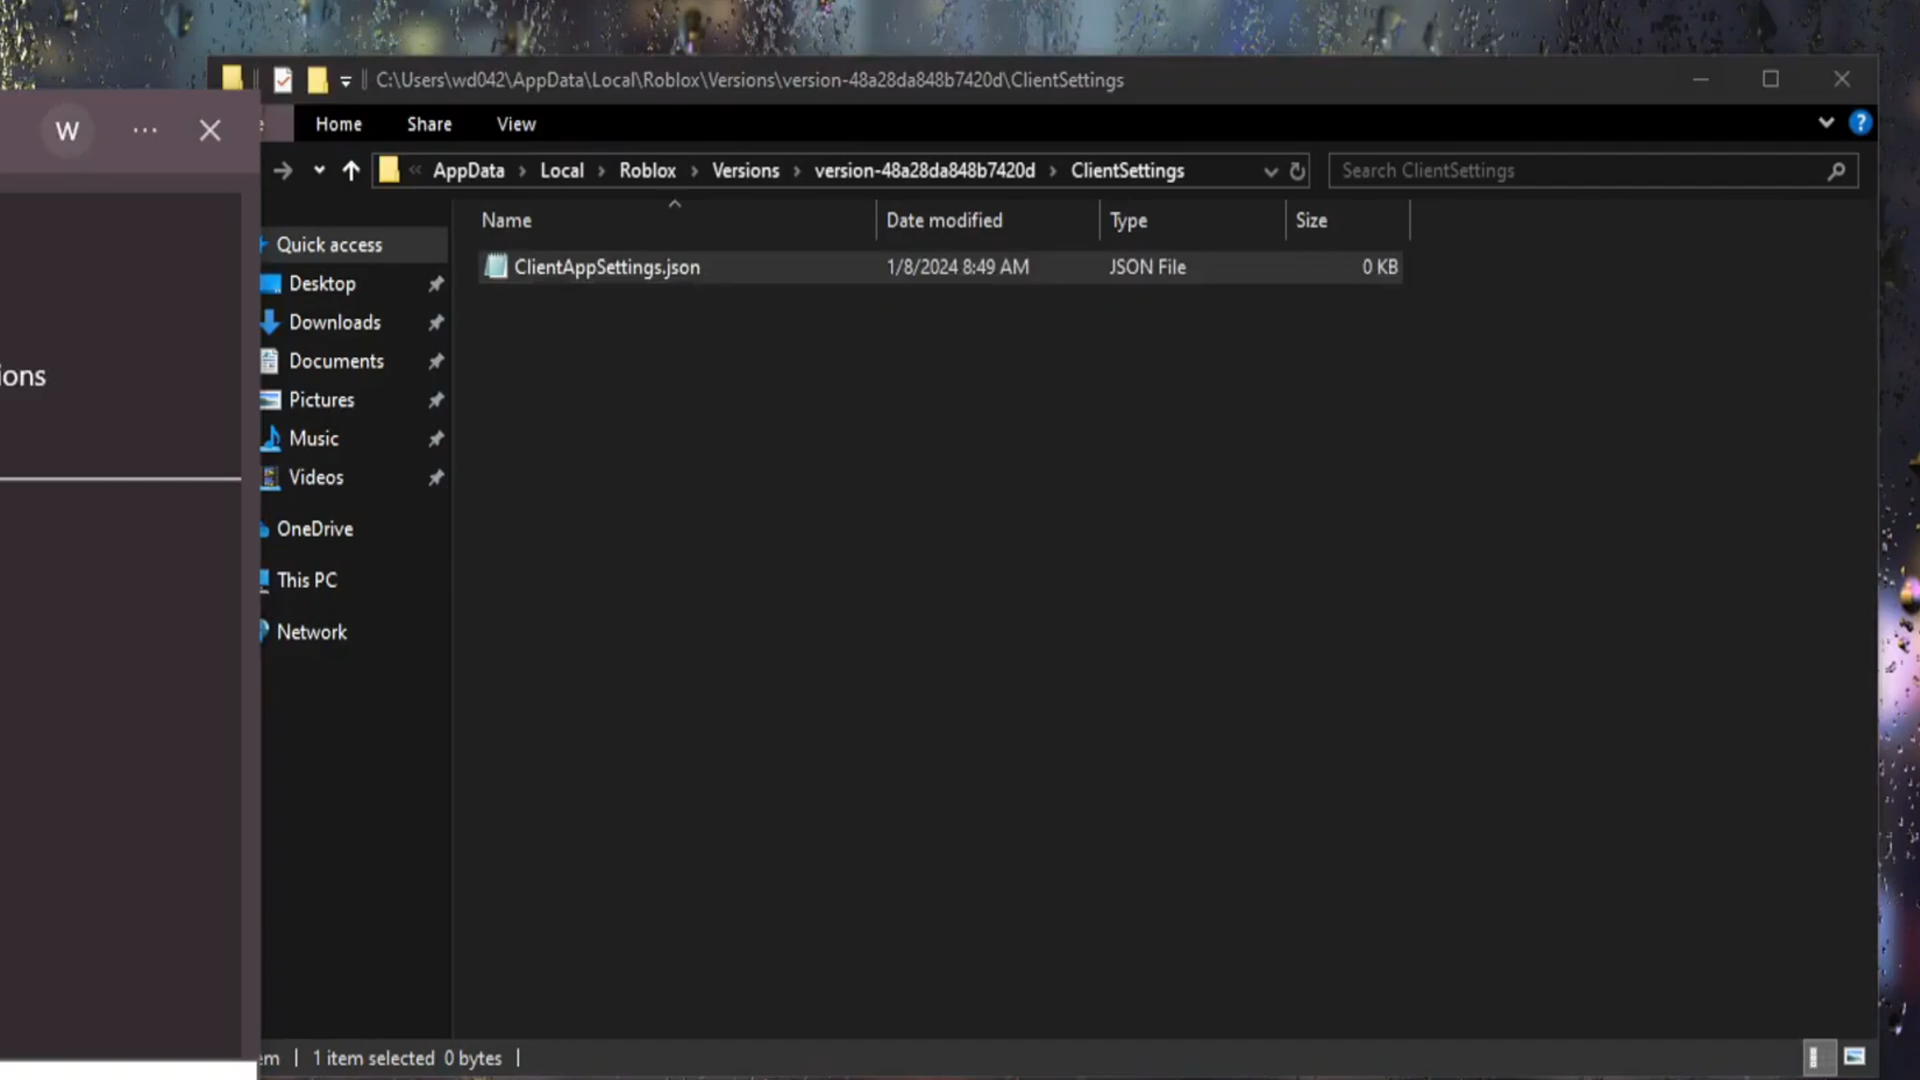 C:\Users\wd042\AppData\Local\Roblox\Versions\version-48a28da848b7420d\ClientSettings
W
Home Share View
?
« AppData > Local > Roblox > Versions > version-48a28da848b7420d > ClientSettings
Search ClientSettings
Name Date modified Type Size
ClientAppSettings.json 1/8/2024 8:49 AM JSON File 0 KB
Quick access
Desktop
Downloads
Documents
Pictures
Music
Videos
OneDrive
This PC
Network
ions
em | 1 item selected 0 bytes |